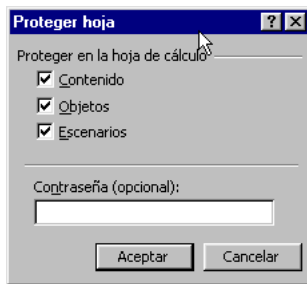 Proteger hoja
Proteger en la hoja de cálculo
Contenido
Objetos
Escenarios
Contraseña (opcional):
Aceptar
Cancelar